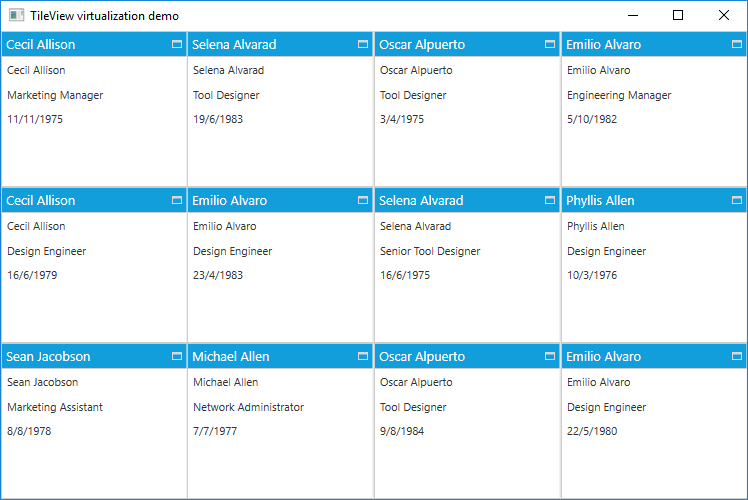 TileView virtualization demo
Cecil Allison
Cecil Allison
Marketing Manager
11/11/1975
Selena Alvarad
Selena Alvarad
Tool Designer
19/6/1983
Oscar Alpuerto
Oscar Alpuerto
Tool Designer
3/4/1975
Emilio Alvaro
Emilio Alvaro
Engineering Manager
5/10/1982
Cecil Allison
Cecil Allison
Design Engineer
16/6/1979
Emilio Alvaro
Emilio Alvaro
Design Engineer
23/4/1983
Selena Alvarad
Selena Alvarad
Senior Tool Designer
16/6/1975
Phyllis Allen
Phyllis Allen
Design Engineer
10/3/1976
Sean Jacobson
Sean Jacobson
Marketing Assistant
8/8/1978
Michael Allen
Michael Allen
Network Administrator
7/7/1977
Oscar Alpuerto
Oscar Alpuerto
Tool Designer
9/8/1984
Emilio Alvaro
Emilio Alvaro
Design Engineer
22/5/1980